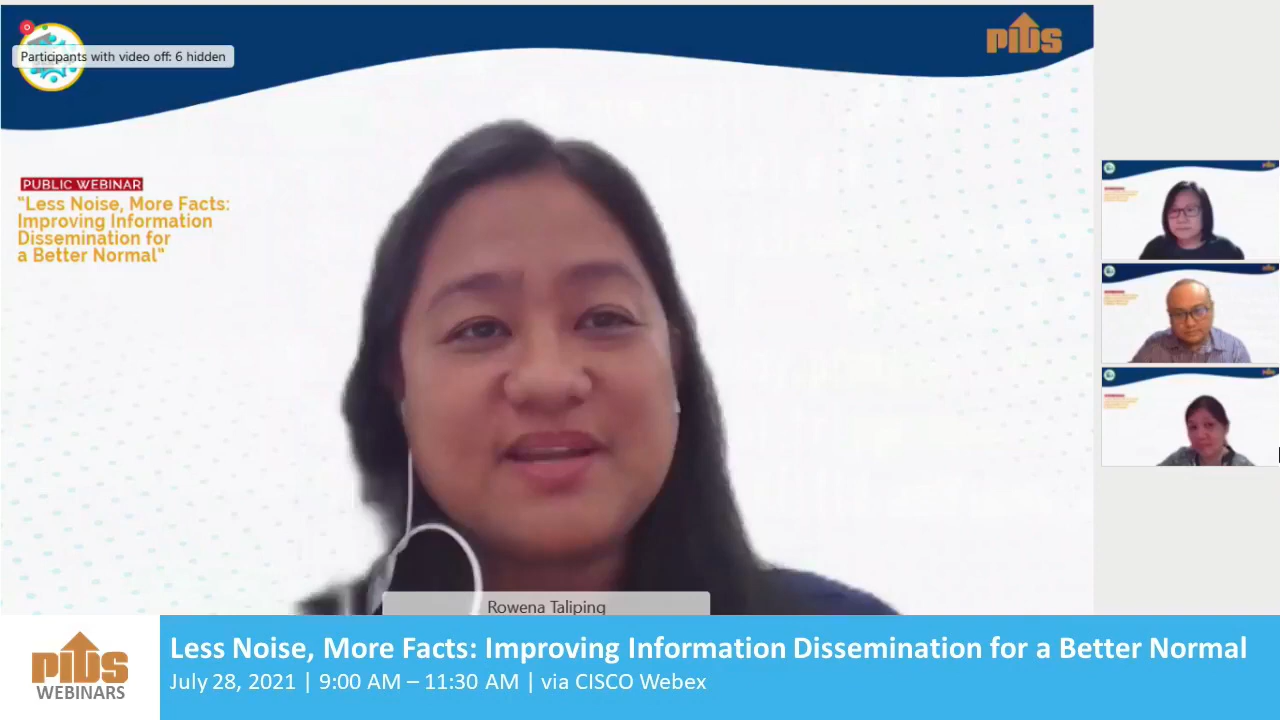 Participants with video off: 6 hidden
PIDS
PUBLIC WEBINAR
"Less Noise, More Facts:
Improving Information
Dissemination for
a Better Normal"
Rowena Taliping
PIDS
WEBINARS
Less Noise, More Facts: Improving Information Dissemination for a Better Normal
July 28, 2021 | 9:00 AM – 11:30 AM | via CISCO Webex